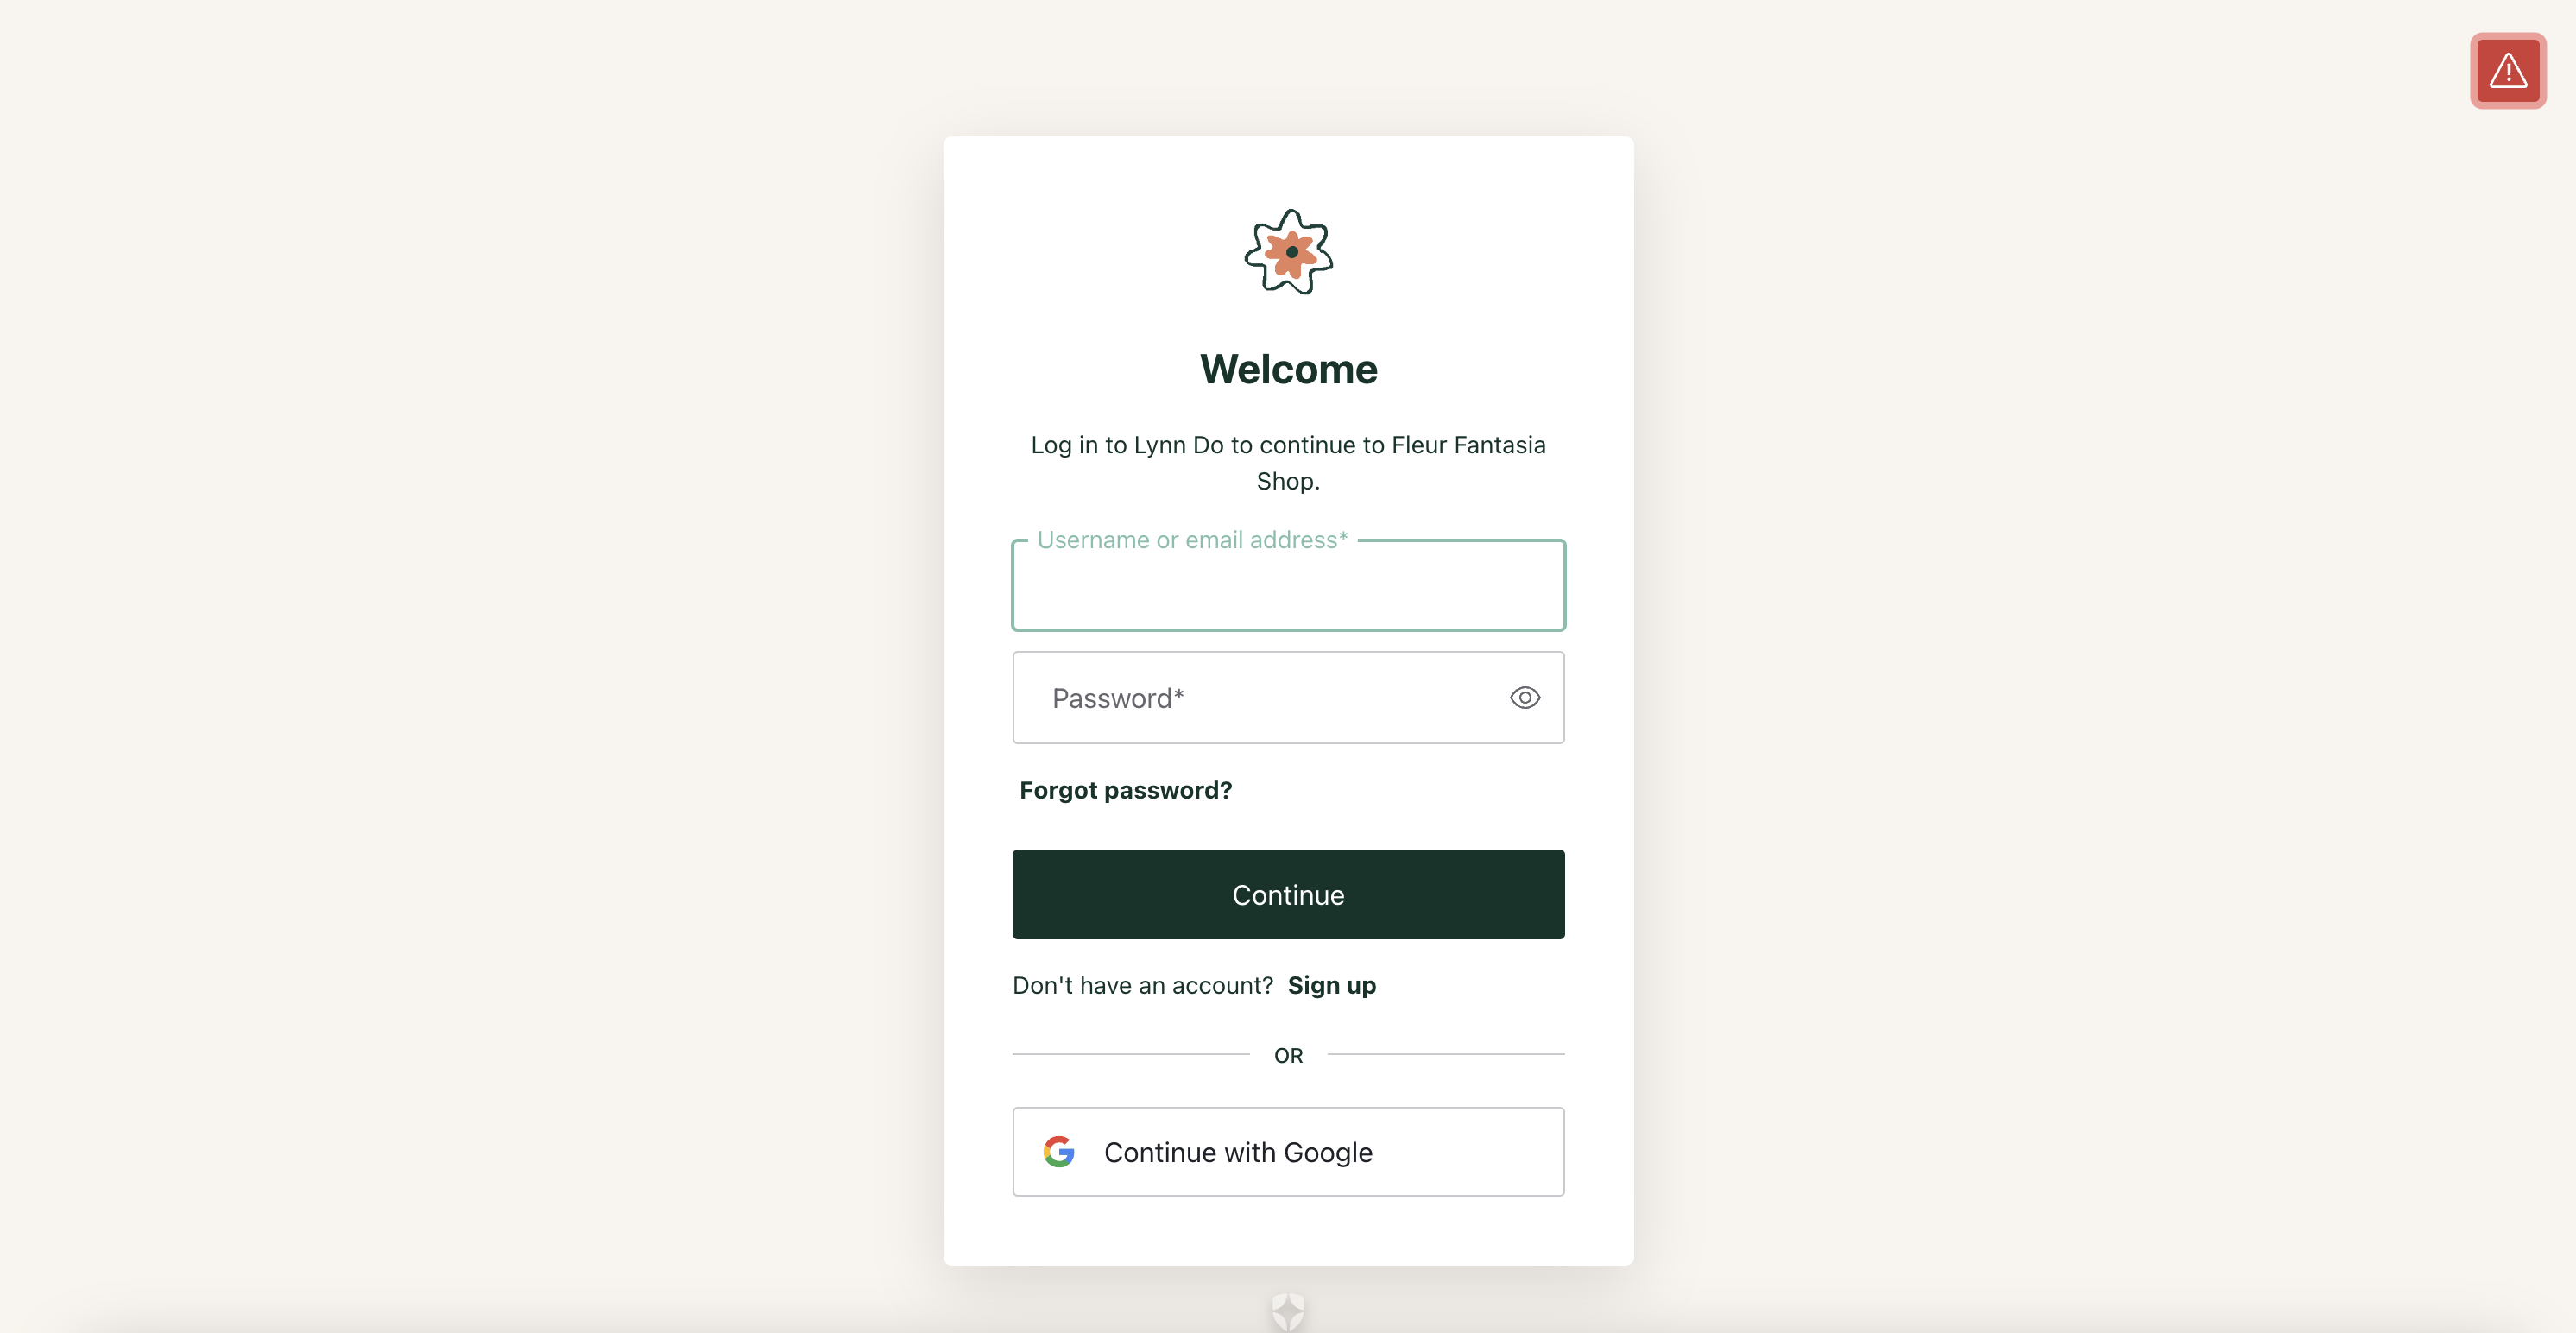 Welcome
Log in to Lynn Do to continue to Fleur Fantasia
Shop.
Username or email address*
Password*
Forgot password?
Continue
Don't have an account? Sign up
OR
Continue with Google